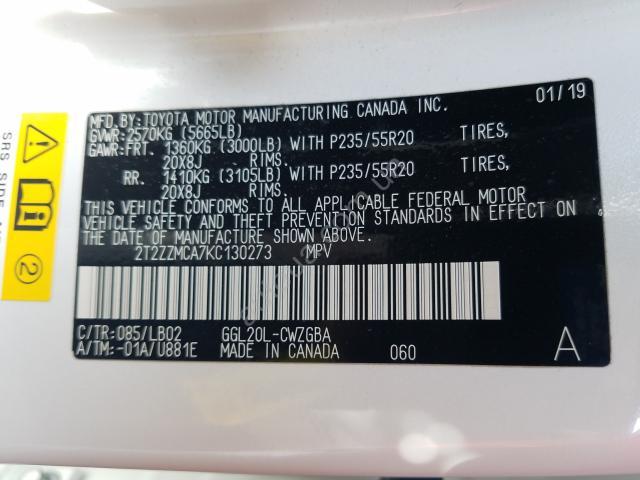 MFD.BY:TOYOTA MOTOR MANUFACTURING CANADA INC. 01/19
GVWR:2570KG (5665LB)
GAWR:FRT. 1360KG (3000LB) WITH P235/55R20 TIRES,
20X8J RIMS.
RR. 1410KG (3105LB) WITH P235/55R20 TIRES,
20X8J RIMS.
THIS VEHICLE CONFORMS TO ALL APPLICABLE FEDERAL MOTOR
VEHICLE SAFETY AND THEFT PREVENTION STANDARDS IN EFFECT ON
THE DATE OF MANUFACTURE SHOWN ABOVE.
2T2ZZMCA7KC130273 MPV
C/TR:085/LB02 GGL20L-CWZGBA
A/TM:-01A/U881E MADE IN CANADA 060 A
SRS SIDE
2